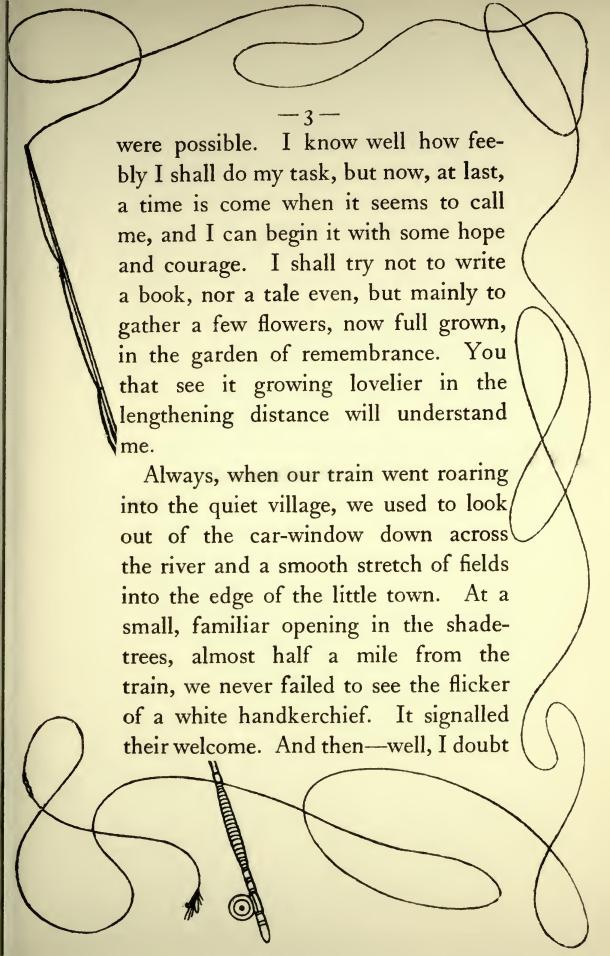 —3—
were possible. I know well how fee-
bly I shall do my task, but now, at last,
a time is come when it seems to call
me, and I can begin it with some hope
and courage. I shall try not to write
a book, nor a tale even, but mainly to
gather a few flowers, now full grown,
in the garden of remembrance. You
that see it growing lovelier in the
lengthening distance will understand
me.
Always, when our train went roaring
into the quiet village, we used to look
out of the car-window down across
the river and a smooth stretch of fields
into the edge of the little town. At a
small, familiar opening in the shade-
trees, almost half a mile from the
train, we never failed to see the flicker
of a white handkerchief. It signalled
their welcome. And then—well, I doubt